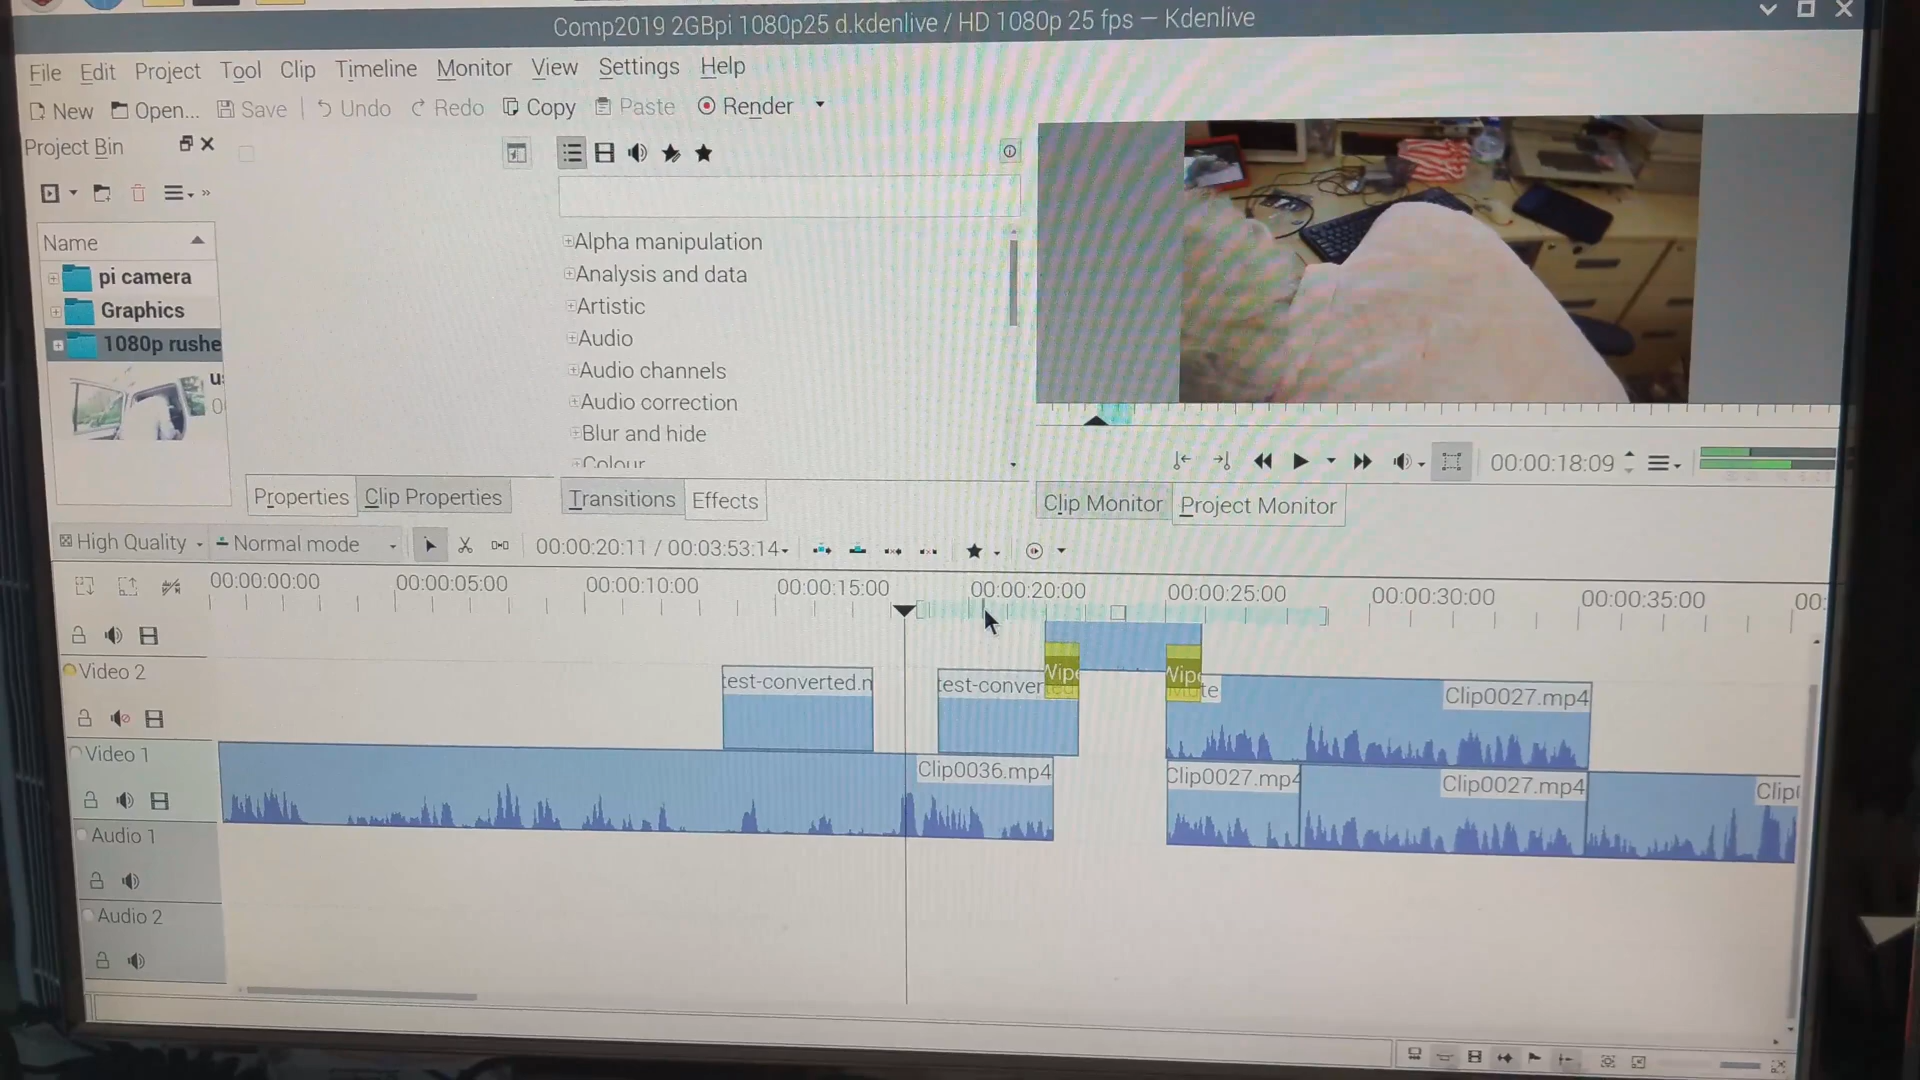 Comp2019 2GBpi 1080p25 d.kdenlive / HD 1080p 25 fps — Kdenlive
File Edit Project Tool Clip Timeline Monitor View Settings Help
New Open... Save Undo Redo Copy Paste Render
Project Bin
Name
pi camera
Graphics
1080p rushe
Alpha manipulation
Analysis and data
Artistic
Audio
Audio channels
Audio correction
Blur and hide
Colour
00:00:18:09
Properties Clip Properties Transitions Effects Clip Monitor Project Monitor
High Quality Normal mode 00:00:20:11 / 00:03:53:14
00:00:00:00 00:00:05:00 00:00:10:00 00:00:15:00 00:00:20:00 00:00:25:00 00:00:30:00 00:00:35:00 00:
Video 2
test-converted.n test-conver Wipe Wipe Clip0027.mp4
Video 1
Clip0036.mp4 Clip0027.mp4 Clip0027.mp4 Clip
Audio 1
Audio 2